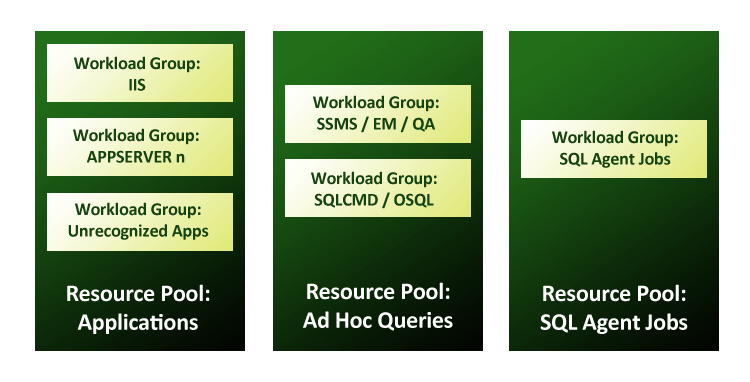 Workload Group:
IIS
Workload Group:
APPSERVER n
Workload Group:
Unrecognized Apps
Resource Pool:
Applications
Workload Group:
SSMS / EM / QA
Workload Group:
SQLCMD / OSQL
Resource Pool:
Ad Hoc Queries
Workload Group:
SQL Agent Jobs
Resource Pool:
SQL Agent Jobs